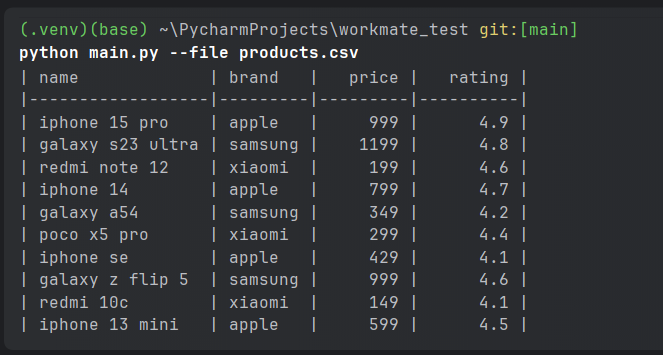 (.venv)(base) ~\PycharmProjects\workmate_test git:[main]
python main.py --file products.csv
| name             | brand   |   price |   rating |
|------------------|---------|---------|----------|
| iphone 15 pro    | apple   |     999 |      4.9 |
| galaxy s23 ultra | samsung |    1199 |      4.8 |
| redmi note 12    | xiaomi  |     199 |      4.6 |
| iphone 14        | apple   |     799 |      4.7 |
| galaxy a54       | samsung |     349 |      4.2 |
| poco x5 pro      | xiaomi  |     299 |      4.4 |
| iphone se        | apple   |     429 |      4.1 |
| galaxy z flip 5  | samsung |     999 |      4.6 |
| redmi 10c        | xiaomi  |     149 |      4.1 |
| iphone 13 mini   | apple   |     599 |      4.5 |